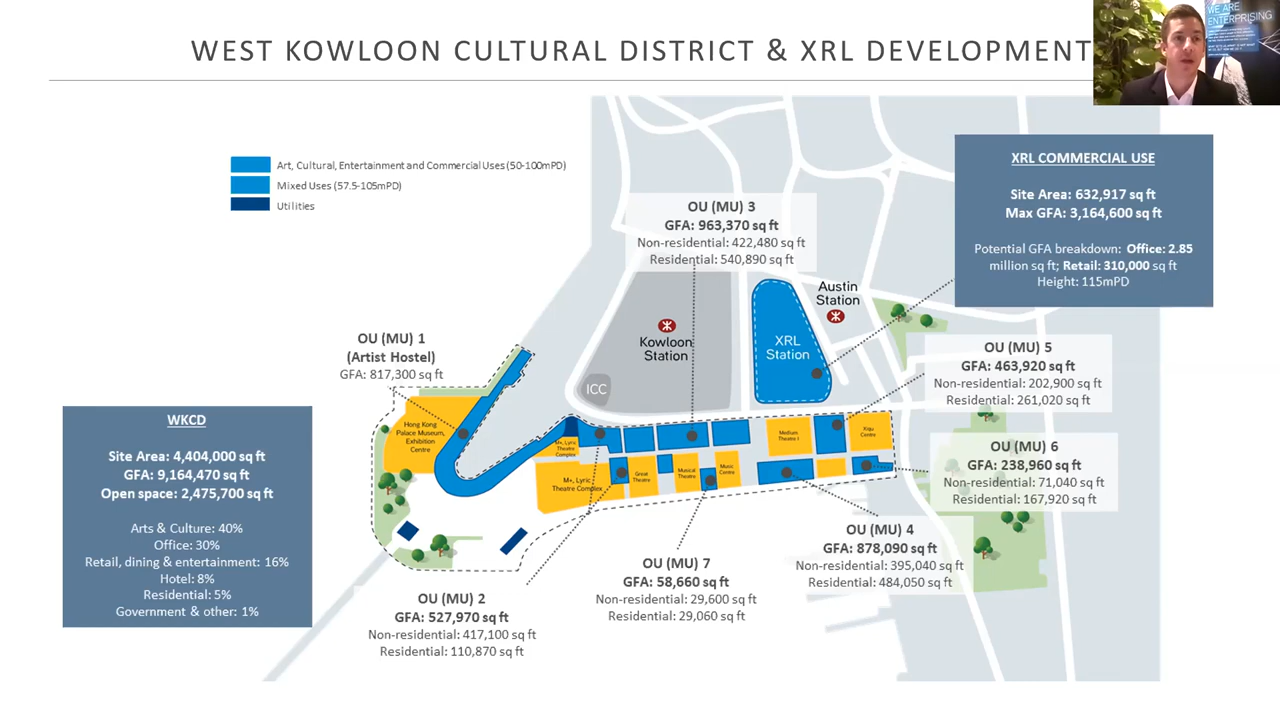 WEST KOWLOON CULTURAL DISTRICT & XRL DEVELOPMENT
WE ARE
ENTERPRISING
Art, Cultural, Entertainment and Commercial Uses (50-100mPD)
Mixed Uses (57.5-105mPD)
Utilities
XRL COMMERCIAL USE
Site Area: 632,917 sq ft
Max GFA: 3,164,600 sq ft
Potential GFA breakdown: Office: 2.85
million sq ft; Retail: 310,000 sq ft
Height: 115mPD
OU (MU) 3
GFA: 963,370 sq ft
Non-residential: 422,480 sq ft
Residential: 540,890 sq ft
Austin
Station
Kowloon
Station
XRL
Station
ICC
OU (MU) 1
(Artist Hostel)
GFA: 817,300 sq ft
OU (MU) 5
GFA: 463,920 sq ft
Non-residential: 202,900 sq ft
Residential: 261,020 sq ft
WKCD
Site Area: 4,404,000 sq ft
GFA: 9,164,470 sq ft
Open space: 2,475,700 sq ft
Arts & Culture: 40%
Office: 30%
Retail, dining & entertainment: 16%
Hotel: 8%
Residential: 5%
Government & other: 1%
Hong Kong
Palace Museum,
Exhibition
Centre
M+, Lyric
Theatre
Complex
M+, Lyric
Theatre Complex
Great
Theatre
Musical
Theatre
Music
Centre
Medium
Theatre I
Xiqu
Centre
OU (MU) 6
GFA: 238,960 sq ft
Non-residential: 71,040 sq ft
Residential: 167,920 sq ft
OU (MU) 4
GFA: 878,090 sq ft
Non-residential: 395,040 sq ft
Residential: 484,050 sq ft
OU (MU) 7
GFA: 58,660 sq ft
Non-residential: 29,600 sq ft
Residential: 29,060 sq ft
OU (MU) 2
GFA: 527,970 sq ft
Non-residential: 417,100 sq ft
Residential: 110,870 sq ft